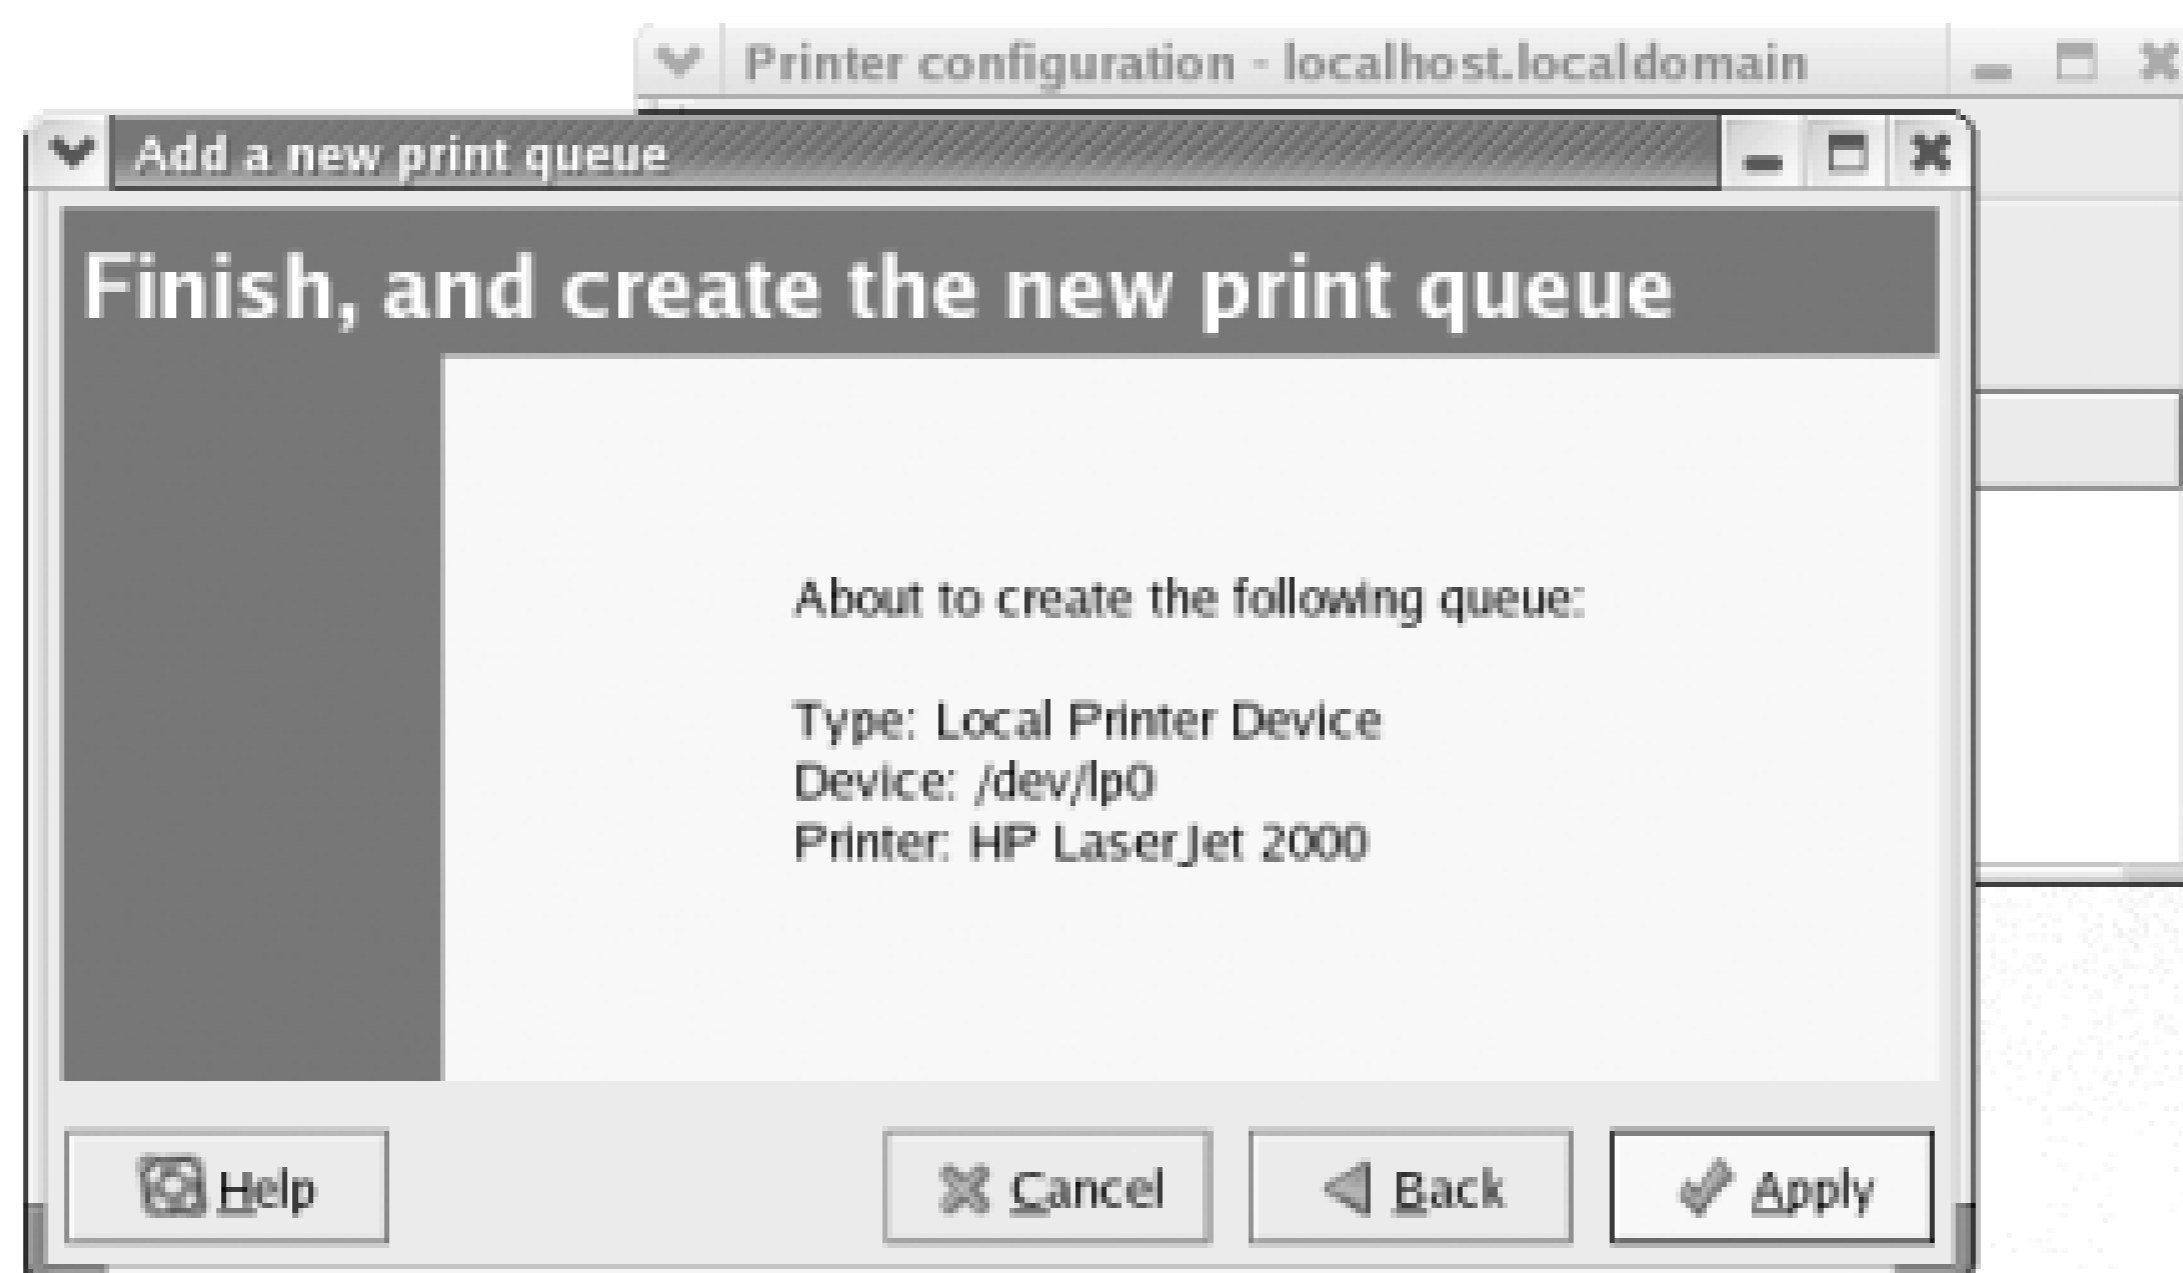 Printer configuration - localhost.localdomain
Add a new print queue
Finish, and create the new print queue
About to create the following queue:
Type: Local Printer Device
Device: /dev/lp0
Printer: HP LaserJet 2000
Help
Cancel
Back
Apply